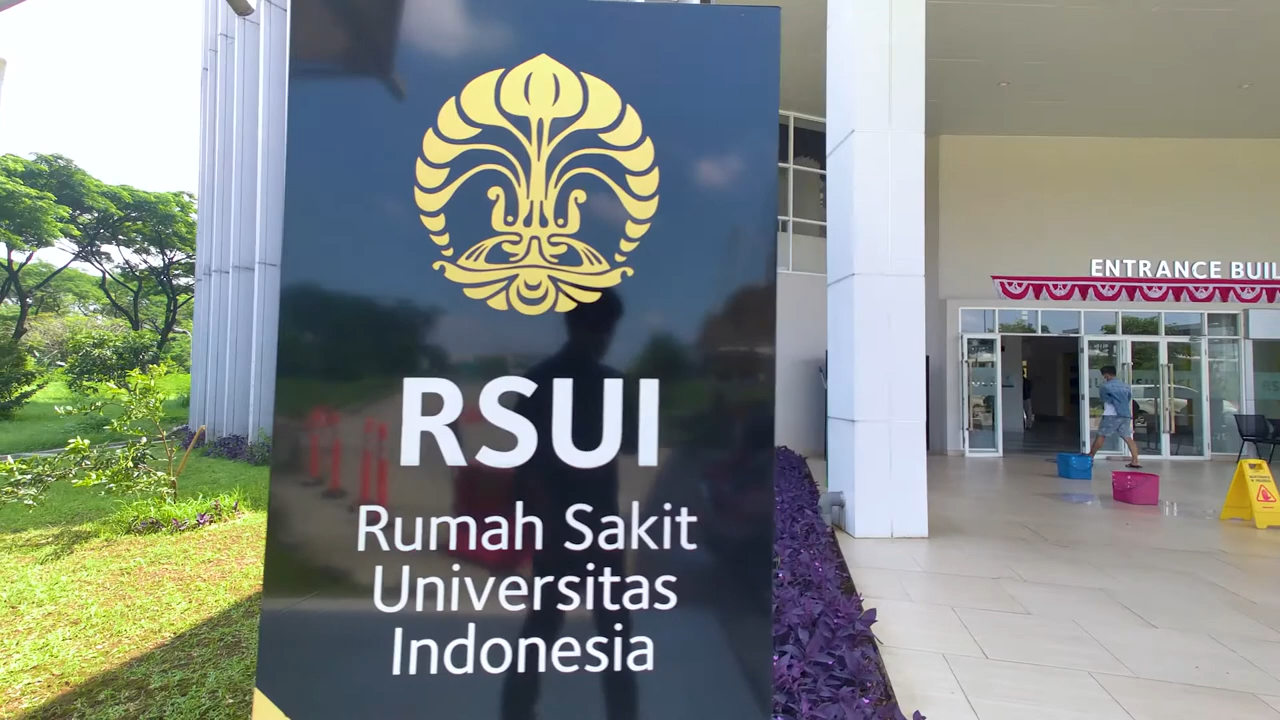 RSUI
Rumah Sakit
Universitas
Indonesia
ENTRANCE BUIL